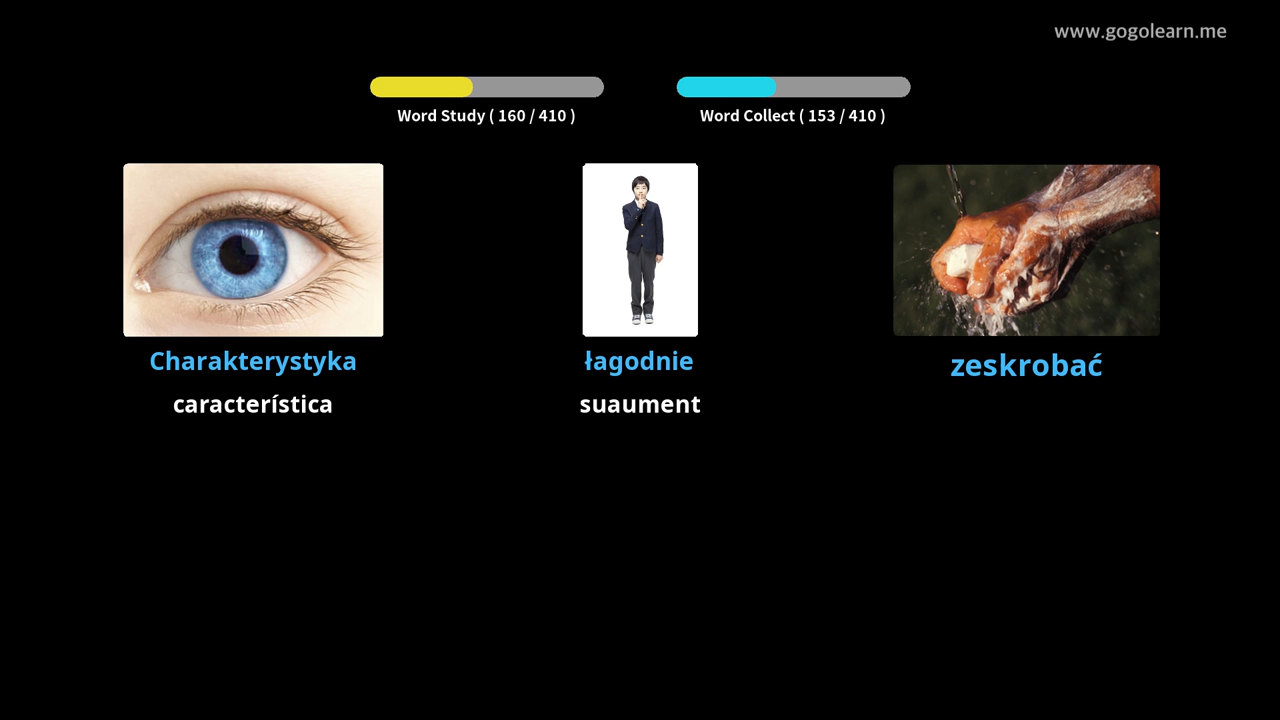 www.gogolearn.me
Word Study ( 160 / 410 )
Word Collect ( 153 / 410 )
Charakterystyka
łagodnie
zeskrobać
característica
suaument